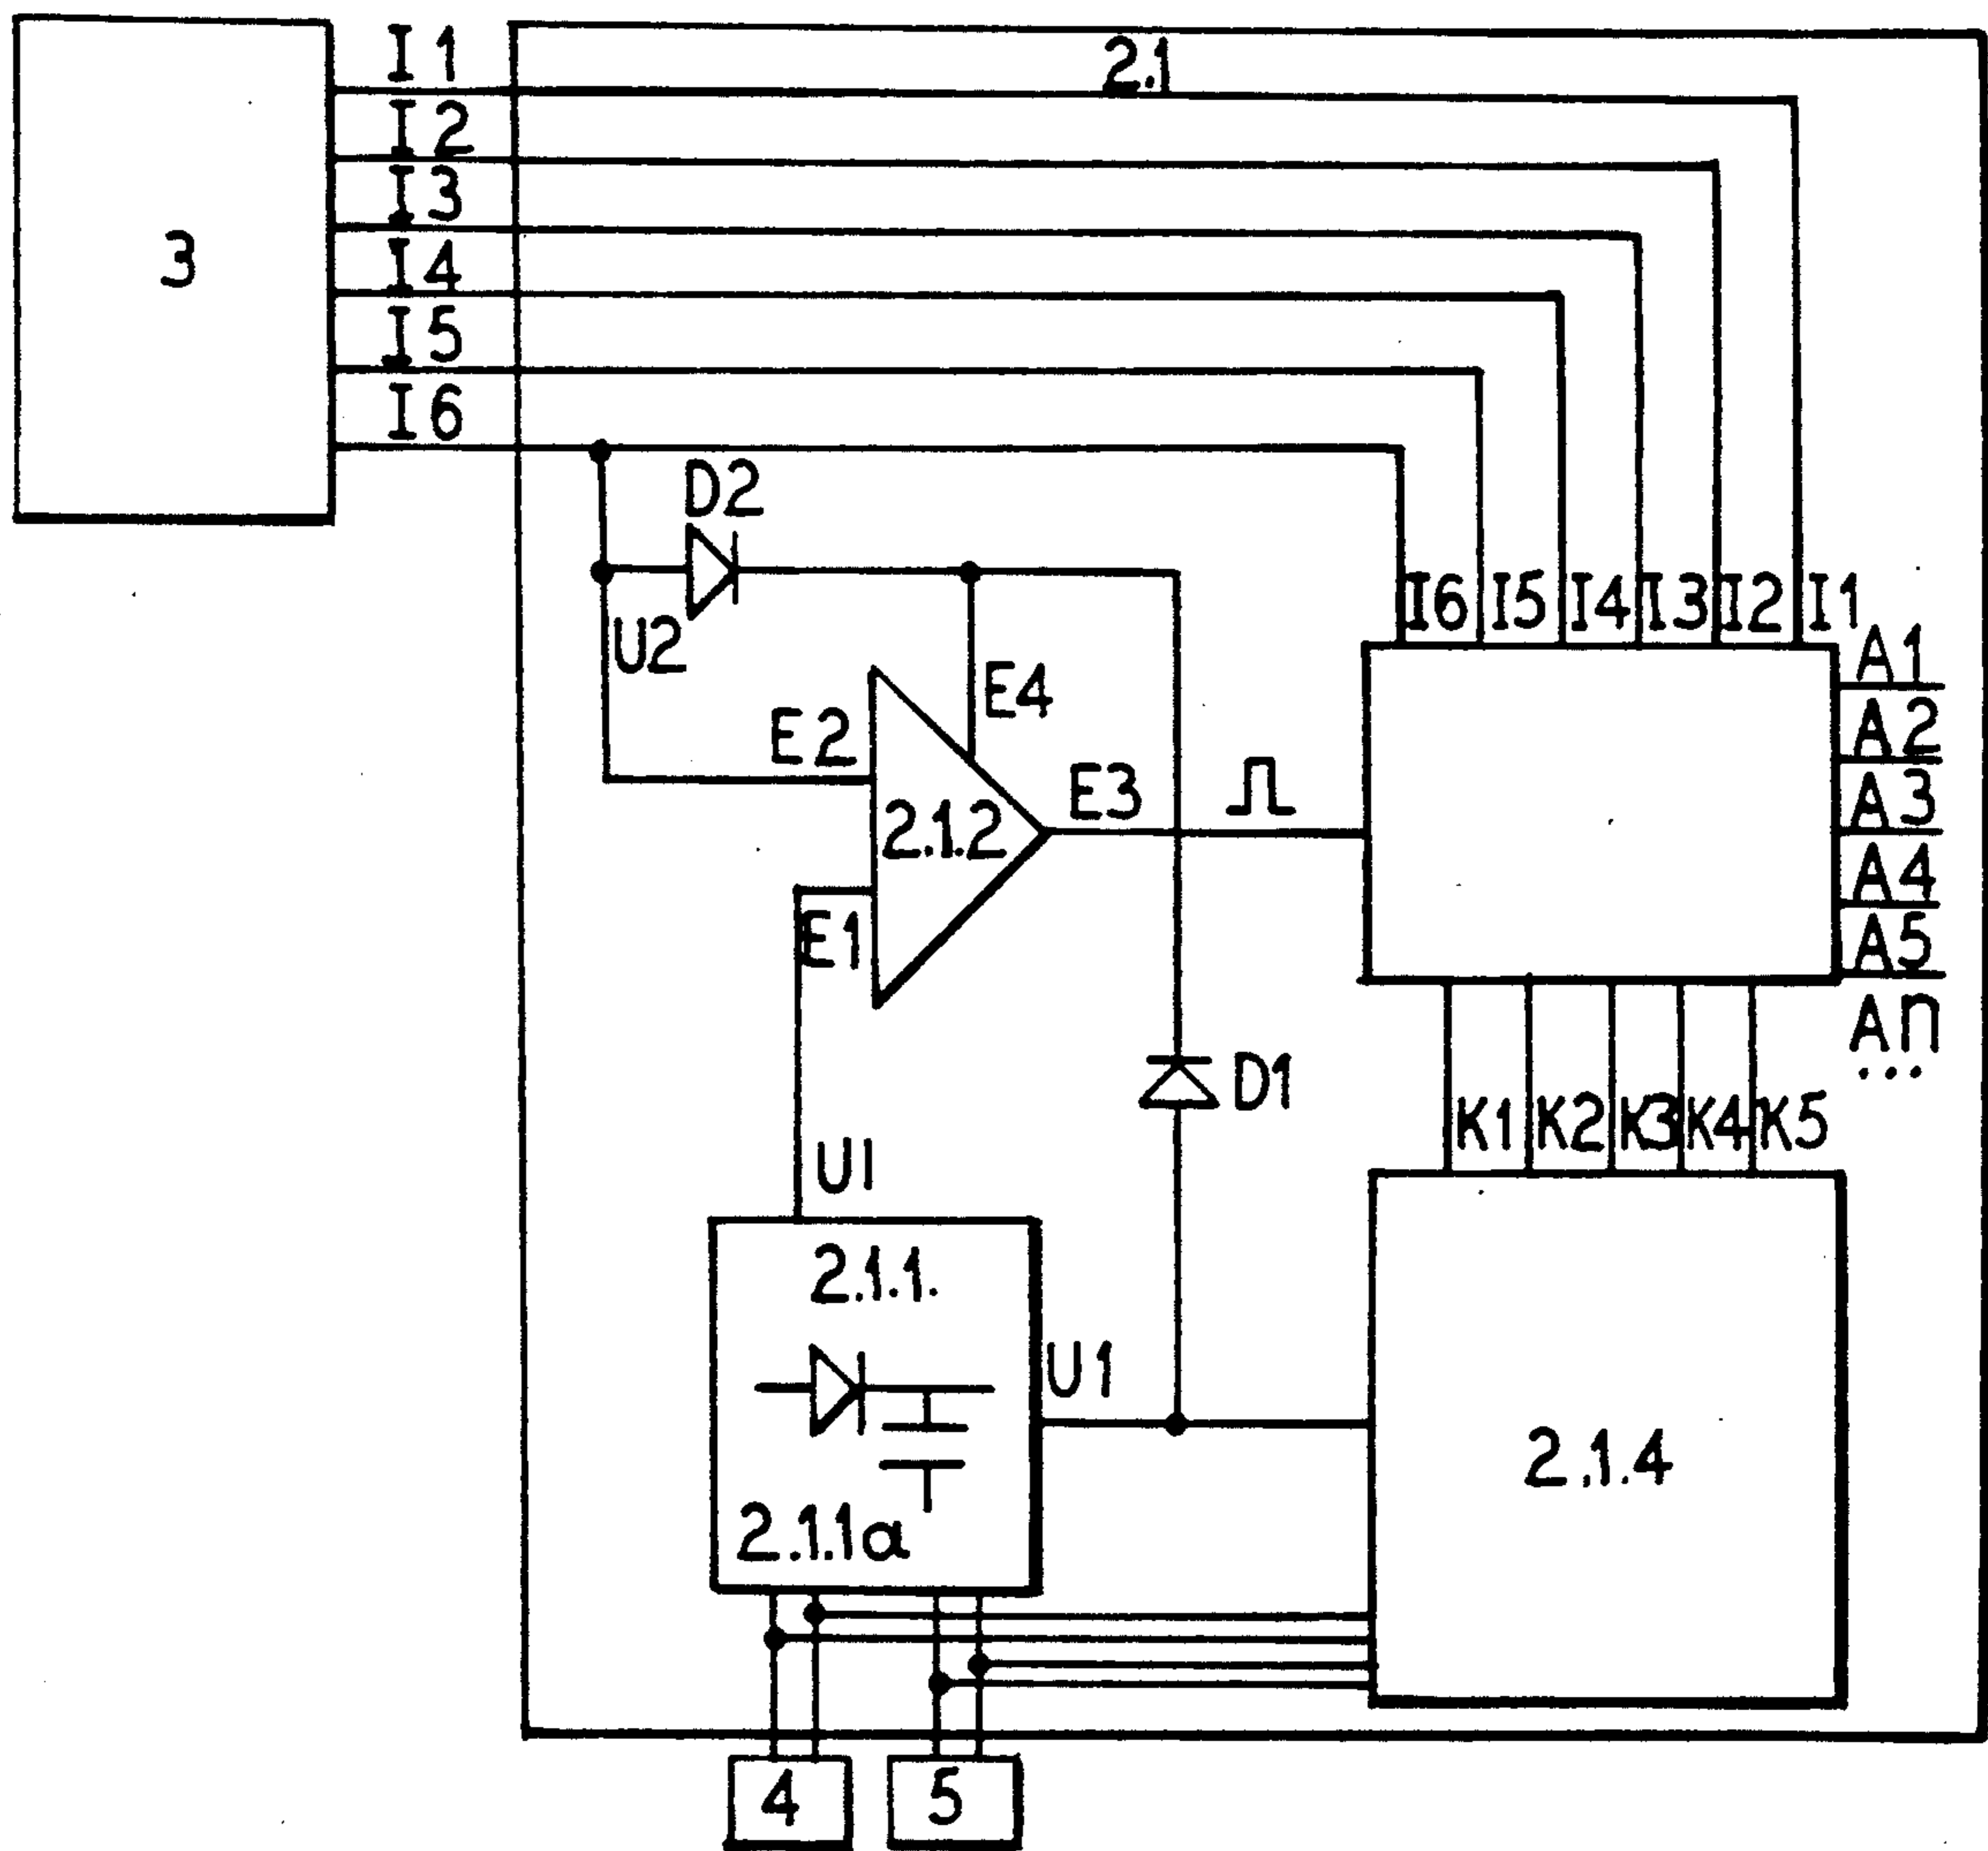 I1
2.1
I2
I3
3
I4
I5
I6
D2
I6 I5 I4 I3 I2 I1
U2
A1
E4
E2
A2
E3
A3
2.1.2
A4
E1
A5
An
...
D1
K1 K2 K3 K4 K5
U1
2.1.1.
U1
2.1.4
2.1.1a
4
5